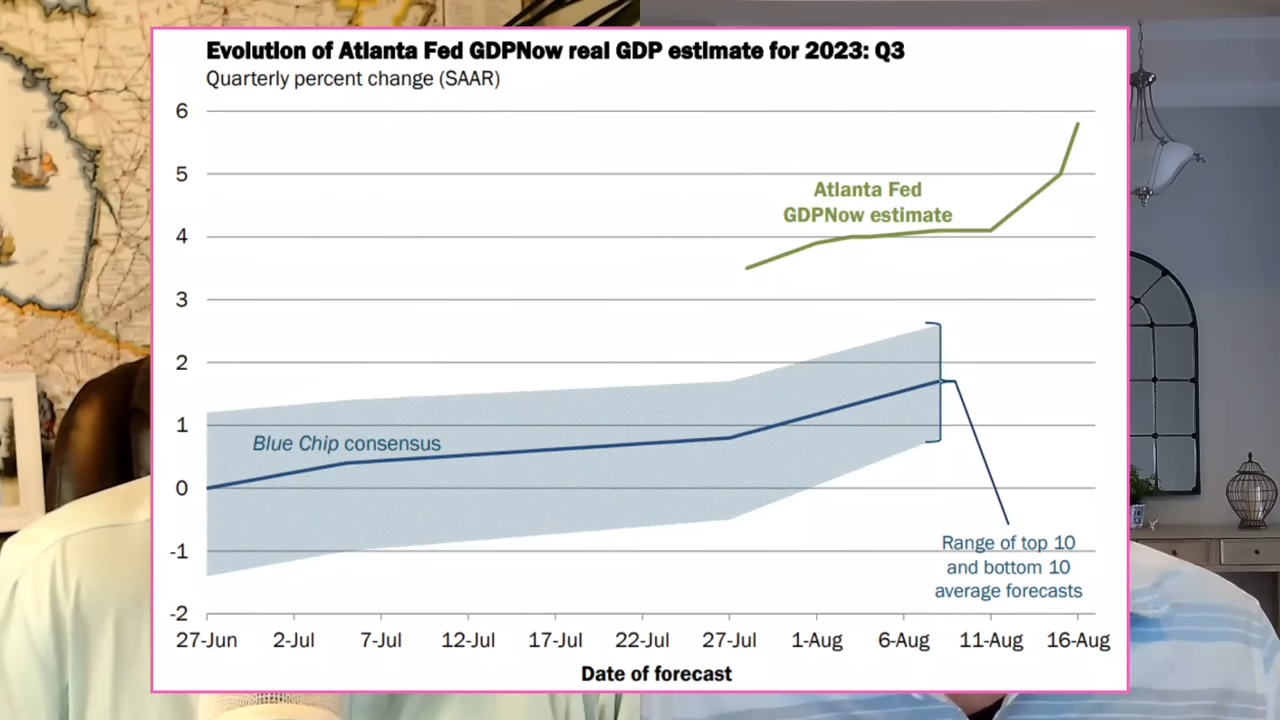 Evolution of Atlanta Fed GDPNow real GDP estimate for 2023: Q3
Quarterly percent change (SAAR)
6
5
4
3
2
1
0
-1
-2
Atlanta Fed
GDPNow estimate
Blue Chip consensus
Range of top 10
and bottom 10
average forecasts
27-Jun 2-Jul 7-Jul 12-Jul 17-Jul 22-Jul 27-Jul 1-Aug 6-Aug 11-Aug 16-Aug
Date of forecast